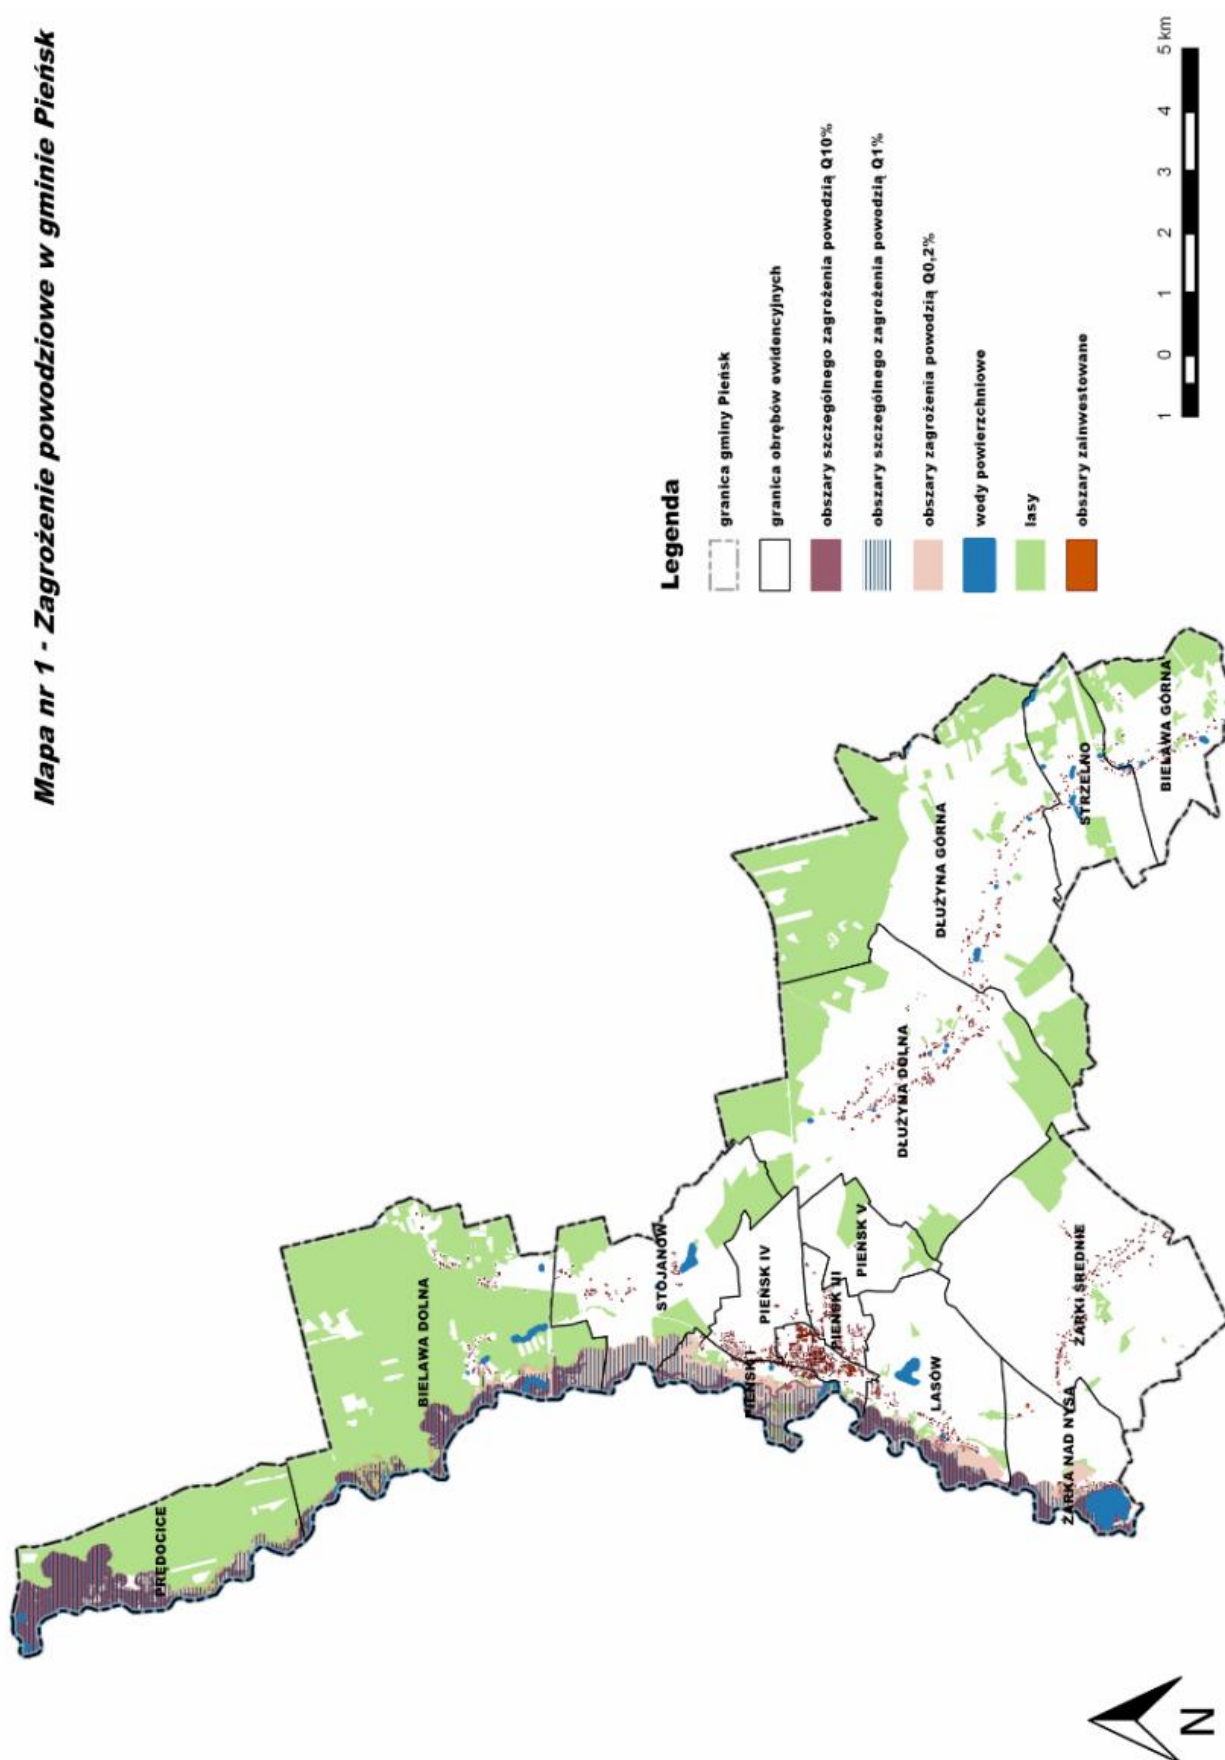 Mapa nr 1 - Zagrożenie powodziowe w gminie Pieńsk
PRĘDOCICE
BIELAWA DOLNA
STOJANÓW
PIEŃSK IV
PIEŃSK I
PIEŃSK III
PIEŃSK V
LASÓW
DŁUŻYNA DOLNA
DŁUŻYNA GÓRNA
STRZELNO
BIELAWA GÓRNA
ŻARKI ŚREDNIE
ŻARKA NAD NYSĄ
Legenda
granica gminy Pieńsk
granica obrębów ewidencyjnych
obszary szczególnego zagrożenia powodzią Q10%
obszary szczególnego zagrożenia powodzią Q1%
obszary zagrożenia powodzią Q0,2%
wody powierzchniowe
lasy
obszary zainwestowane
1 0 1 2 3 4 5 km
N